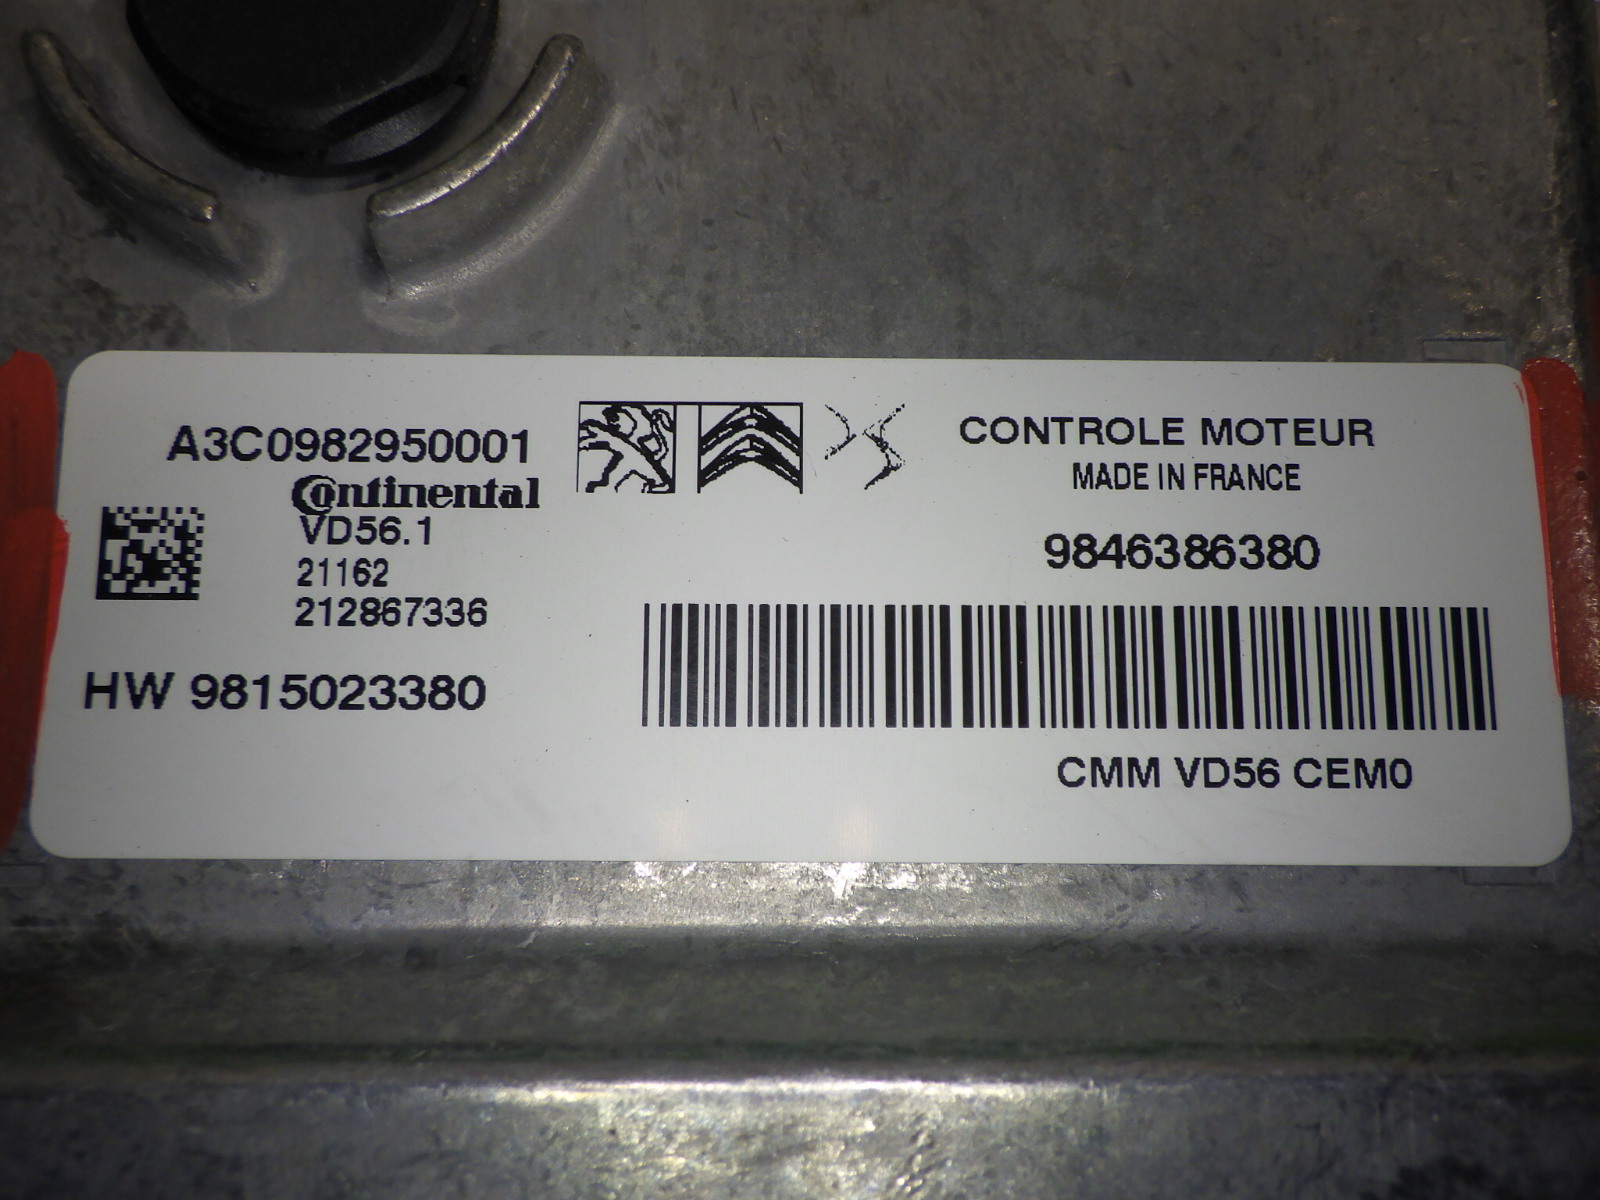 A3C0982950001
Continental
VD56.1
21162
212867336
HW 9815023380
CONTROLE MOTEUR
MADE IN FRANCE
9846386380
CMM VD56 CEM0